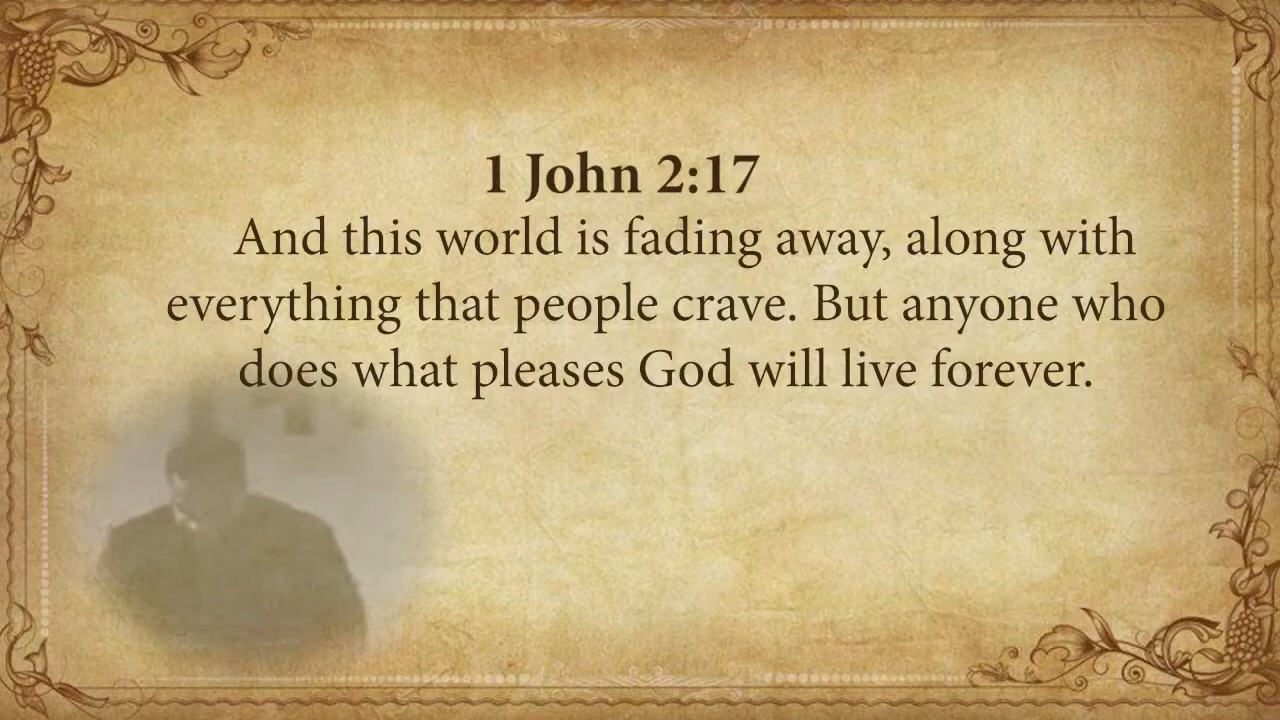 1 John 2:17
And this world is fading away, along with
everything that people crave. But anyone who
does what pleases God will live forever.